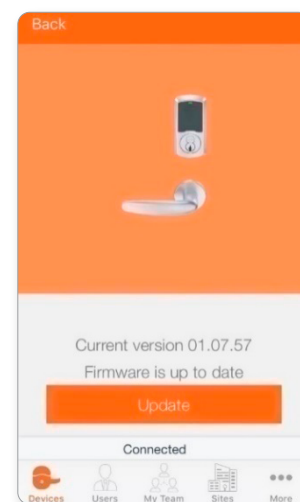 Back
Current version 01.07.57
Firmware is up to date
Update
Connected
Devices Users My Team Sites More